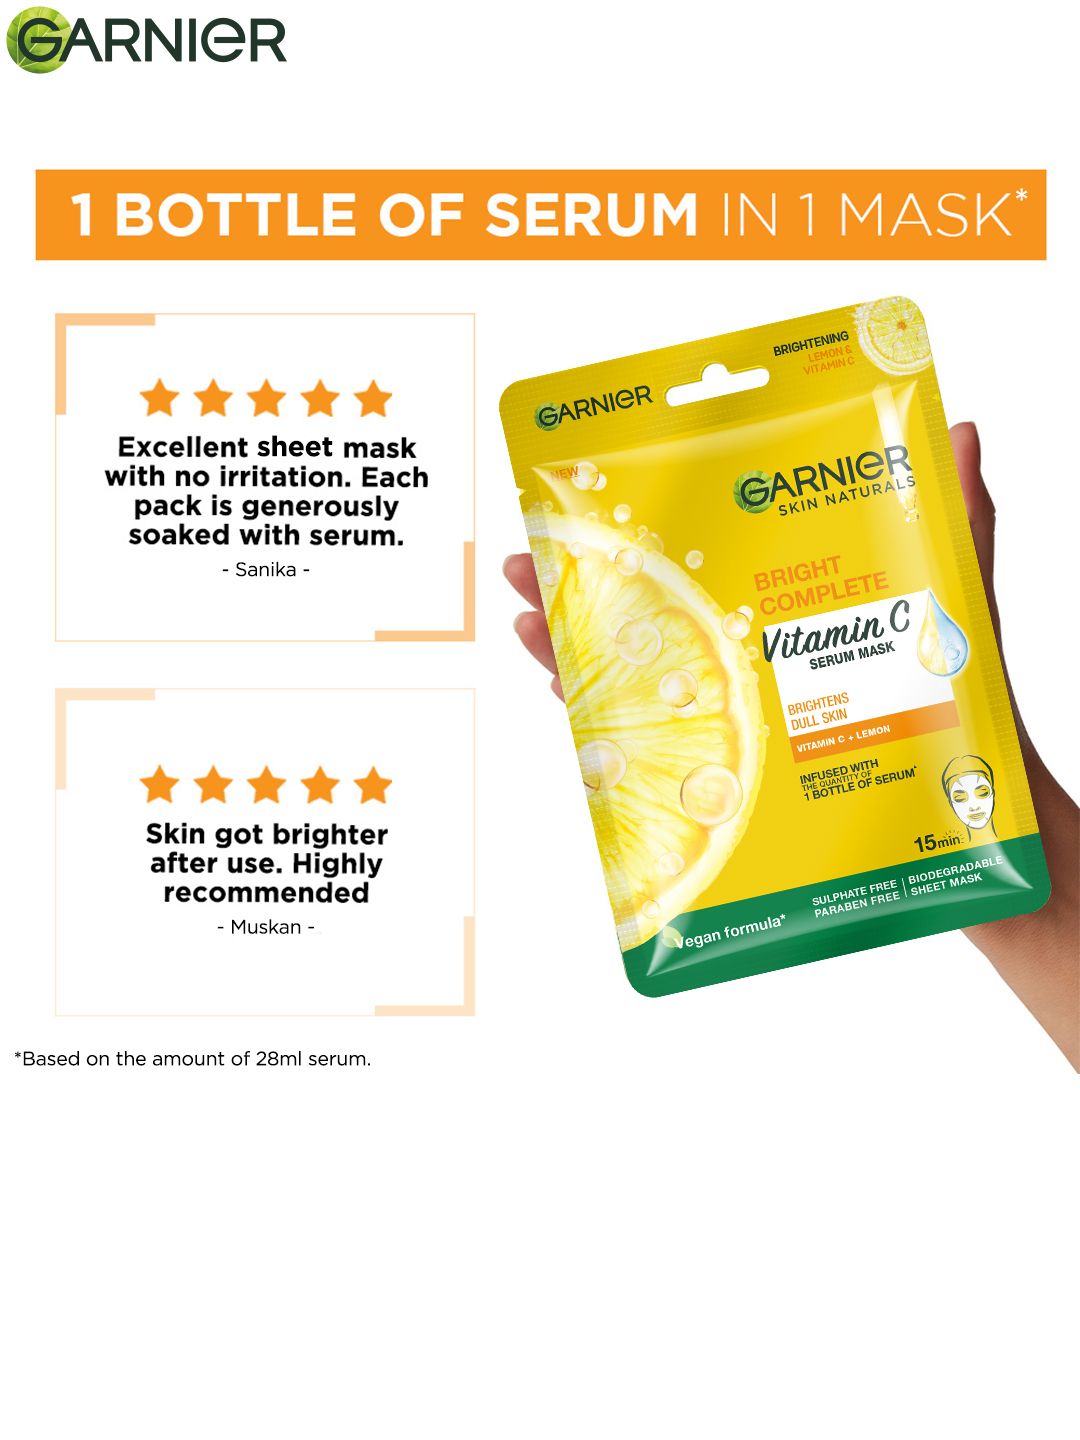 GARNIER
1 BOTTLE OF SERUM IN 1 MASK*
Excellent sheet mask
with no irritation. Each
pack is generously
soaked with serum.
- Sanika -
Skin got brighter
after use. Highly
recommended
- Muskan -
GARNIER
BRIGHTENING
LEMON &
VITAMIN C
NEW
GARNIER
SKIN NATURALS
BRIGHT
COMPLETE
Vitamin C
SERUM MASK
BRIGHTENS
DULL SKIN
VITAMIN C + LEMON
INFUSED WITH
THE QUANTITY OF
1 BOTTLE OF SERUM*
15min
Vegan formula*
SULPHATE FREE | BIODEGRADABLE
PARABEN FREE | SHEET MASK
*Based on the amount of 28ml serum.